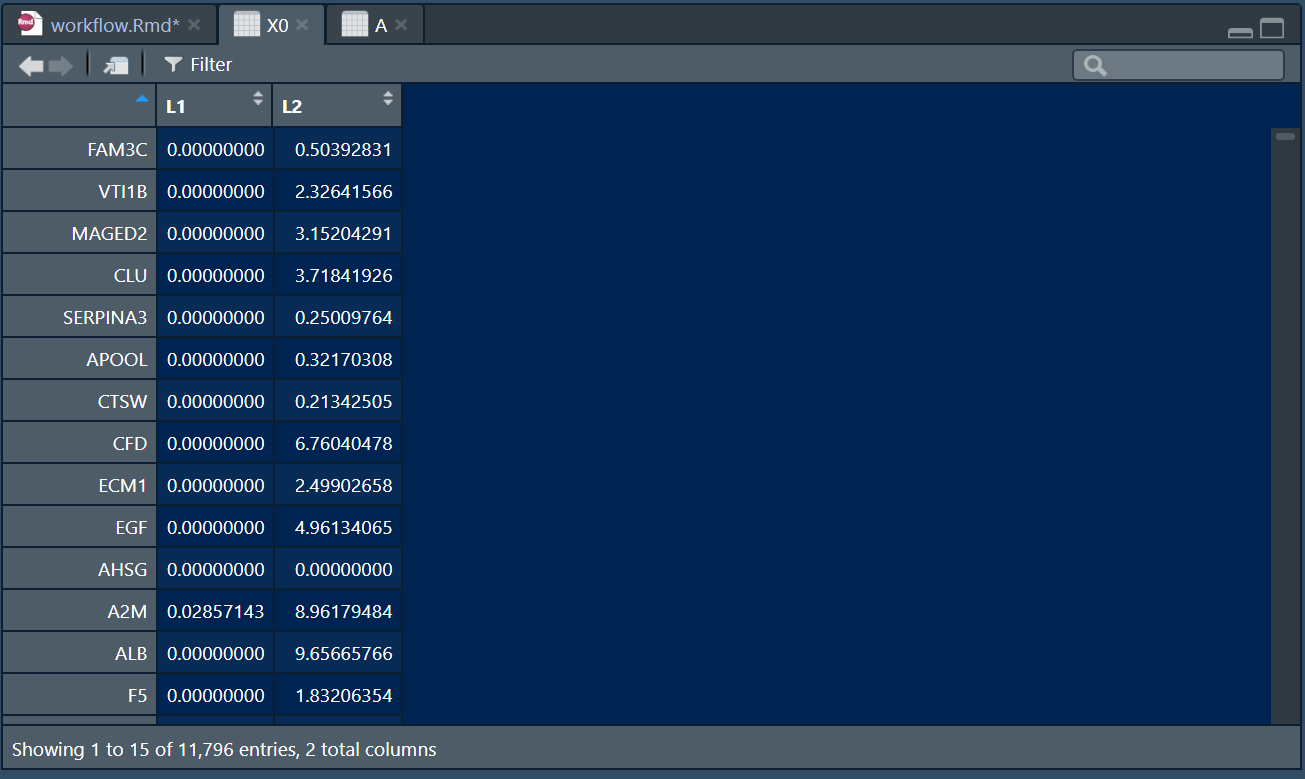 workflow.Rmd* X0 A
Filter
L1 L2
FAM3C 0.00000000 0.50392831
VTI1B 0.00000000 2.32641566
MAGED2 0.00000000 3.15204291
CLU 0.00000000 3.71841926
SERPINA3 0.00000000 0.25009764
APOOL 0.00000000 0.32170308
CTSW 0.00000000 0.21342505
CFD 0.00000000 6.76040478
ECM1 0.00000000 2.49902658
EGF 0.00000000 4.96134065
AHSG 0.00000000 0.00000000
A2M 0.02857143 8.96179484
ALB 0.00000000 9.65665766
F5 0.00000000 1.83206354
Showing 1 to 15 of 11,796 entries, 2 total columns